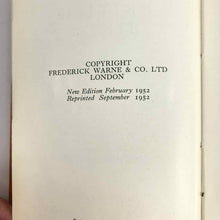 COPYRIGHT
FREDERICK WARNE & CO. LTD
LONDON
New Edition February 1952
Reprinted September 1952